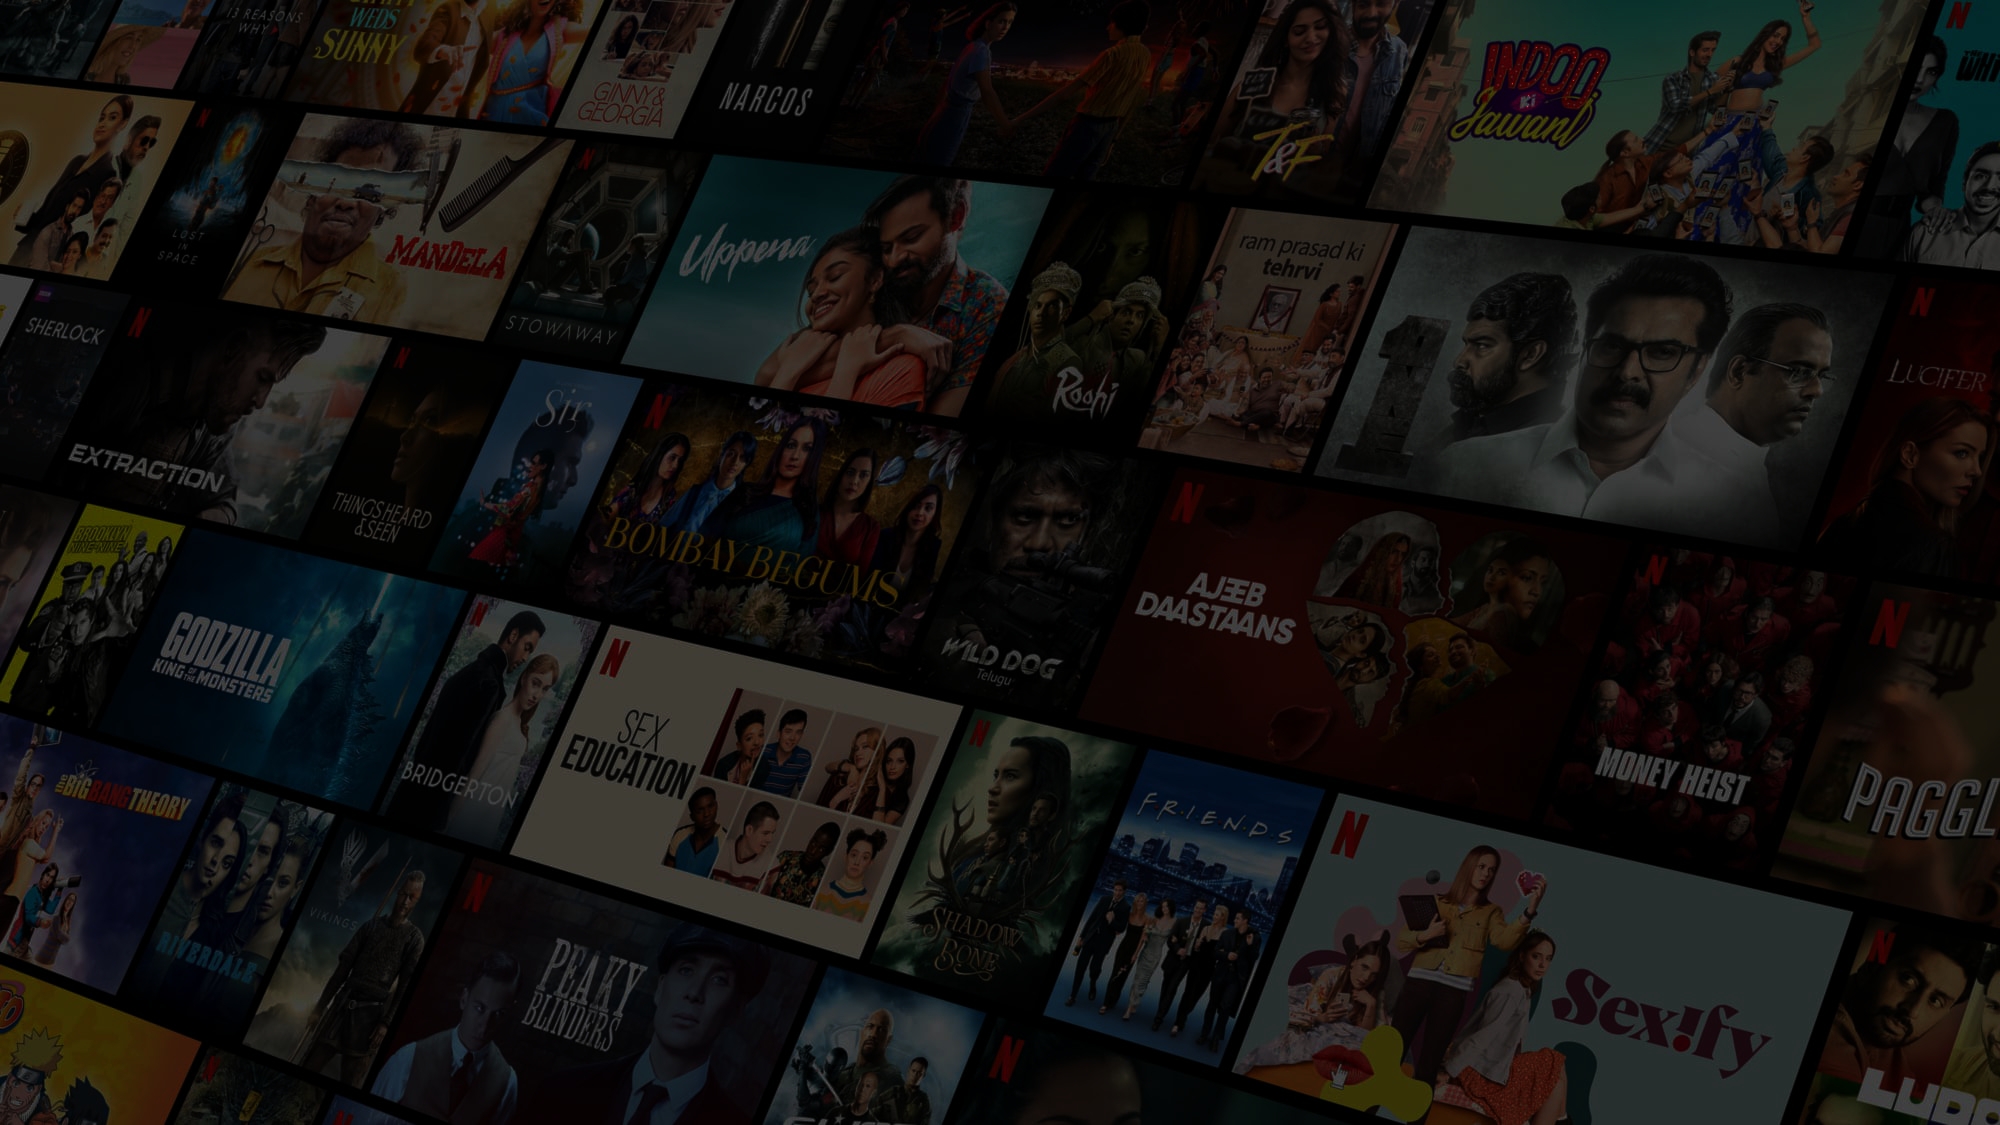 13 REASONS
WHY
WEDS
SUNNY
GINNY &
GEORGIA
NARCOS
T&F
INDOO
Ki
Jawani
LOST
IN
SPACE
MANDELA
STOWAWAY
Uppena
Roohi
ram prasad ki
tehrvi
LUCIFER
SHERLOCK
EXTRACTION
THINGS HEARD
& SEEN
Sir
BOMBAY BEGUMS
WILD DOG
Telugu
AJEEB
DAASTAANS
MONEY HEIST
BROOKLYN
NINE-NINE
GODZILLA
KING OF THE MONSTERS
BRIDGERTON
SEX
EDUCATION
SHADOW
AND
BONE
F·R·I·E·N·D·S
Sex!fy
THE BIG BANG THEORY
RIVERDALE
VIKINGS
PEAKY
BLINDERS